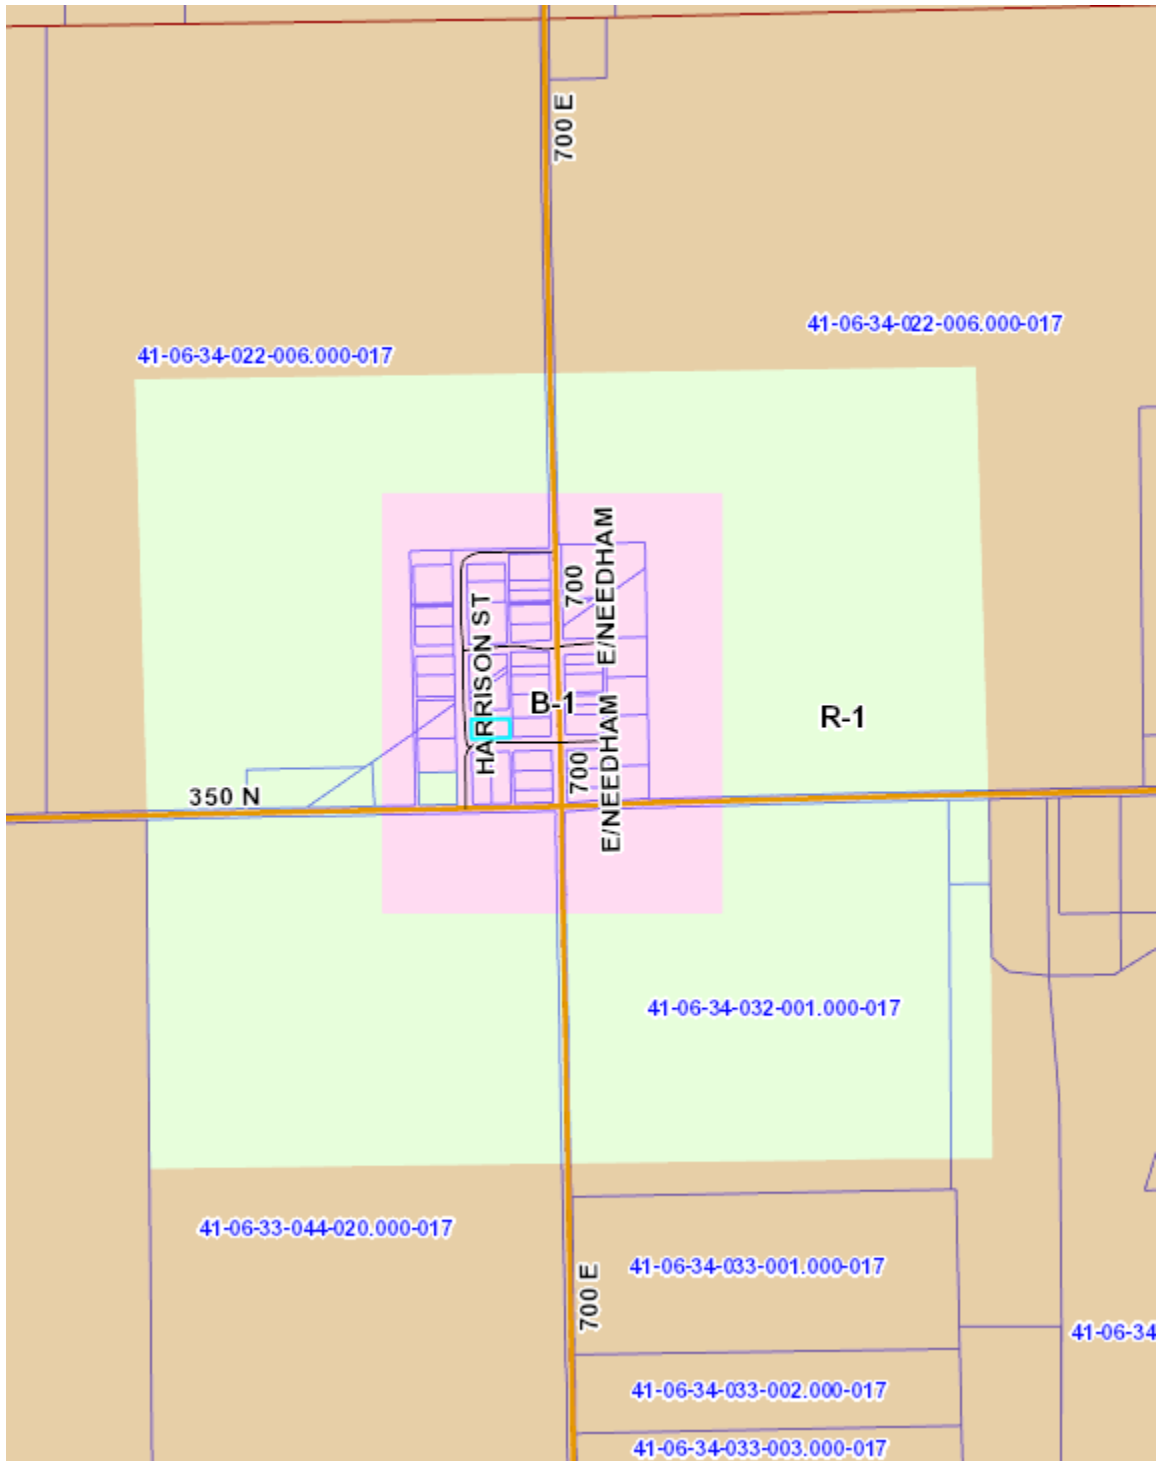 700 E
41-06-34-022-006.000-017
41-06-34-022-006.000-017
700
E/NEEDHAM
HARRISON ST
B-1
R-1
700
E/NEEDHAM
350 N
41-06-34-032-001.000-017
41-06-33-044-020.000-017
700 E
41-06-34-033-001.000-017
41-06-34
41-06-34-033-002.000-017
41-06-34-033-003.000-017